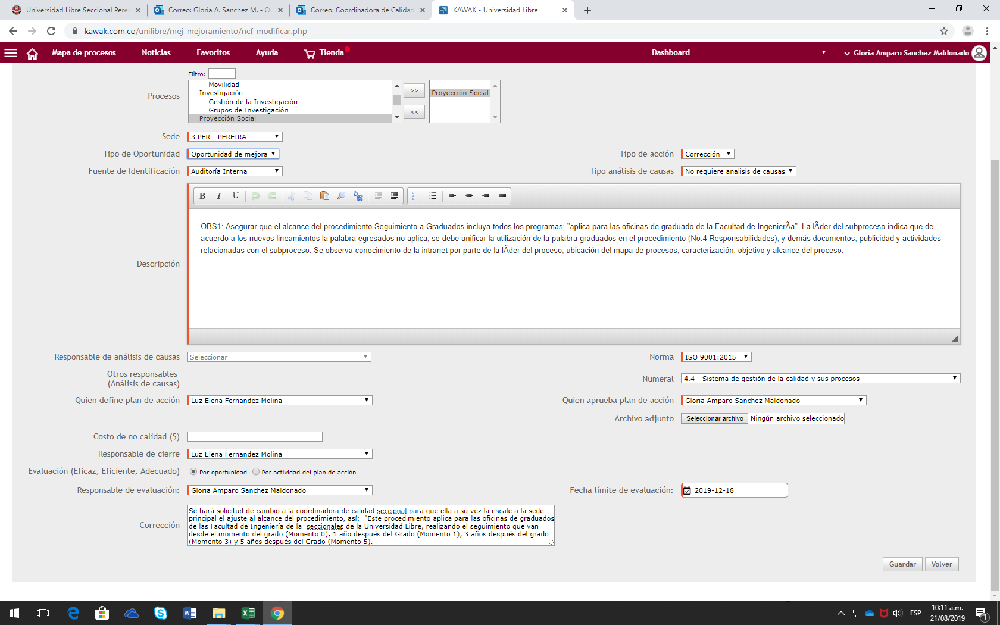 Universidad Libre Seccional Perei
Correo: Gloria A. Sanchez M. - Ou
Correo: Coordinadora de Calidad
KAWAK - Universidad Libre
kawak.com.co/unilibre/mej_mejoramiento/ncf_modificar.php
Mapa de procesos Noticias Favoritos Ayuda Tienda Dashboard Gloria Amparo Sanchez Maldonado
Filtro:
Procesos
Movilidad
Investigación
Gestión de la Investigación
Grupos de Investigación
Proyección Social
>>
<<
--------
Proyección Social
Sede 3 PER - PEREIRA
Tipo de Oportunidad Oportunidad de mejora Tipo de acción Corrección
Fuente de Identificación Auditoría Interna Tipo análisis de causas No requiere analisis de causas
B I U
Descripción
OBS1: Asegurar que el alcance del procedimiento Seguimiento a Graduados incluya todos los programas: "aplica para las oficinas de graduado de la Facultad de IngenierÃa". La lÃder del subproceso indica que de
acuerdo a los nuevos lineamientos la palabra egresados no aplica, se debe unificar la utilización de la palabra graduados en el procedimiento (No.4 Responsabilidades), y demás documentos, publicidad y actividades
relacionadas con el subproceso. Se observa conocimiento de la intranet por parte de la lÃder del proceso, ubicación del mapa de procesos, caracterización, objetivo y alcance del proceso.
Responsable de análisis de causas Seleccionar Norma ISO 9001:2015
Otros responsables
(Análisis de causas)
Numeral 4.4 - Sistema de gestión de la calidad y sus procesos
Quien define plan de acción Luz Elena Fernandez Molina Quien aprueba plan de acción Gloria Amparo Sanchez Maldonado
Archivo adjunto Seleccionar archivo Ningún archivo seleccionado
Costo de no calidad ($)
Responsable de cierre Luz Elena Fernandez Molina
Evaluación (Eficaz, Eficiente, Adecuado) Por oportunidad Por actividad del plan de acción
Responsable de evaluación: Gloria Amparo Sanchez Maldonado Fecha límite de evaluación: 2019-12-18
Corrección
Se hará solicitud de cambio a la coordinadora de calidad seccional para que ella a su vez la escale a la sede
principal el ajuste al alcance del procedimiento, así: "Este procedimiento aplica para las oficinas de graduados
de las Facultad de Ingeniería de la seccionales de la Universidad Libre, realizando el seguimiento que van
desde el momento del grado (Momento 0), 1 año después del Grado (Momento 1), 3 años después del grado
(Momento 3) y 5 años después del Grado (Momento 5).
Guardar Volver
ESP
10:11 a.m.
21/08/2019
1